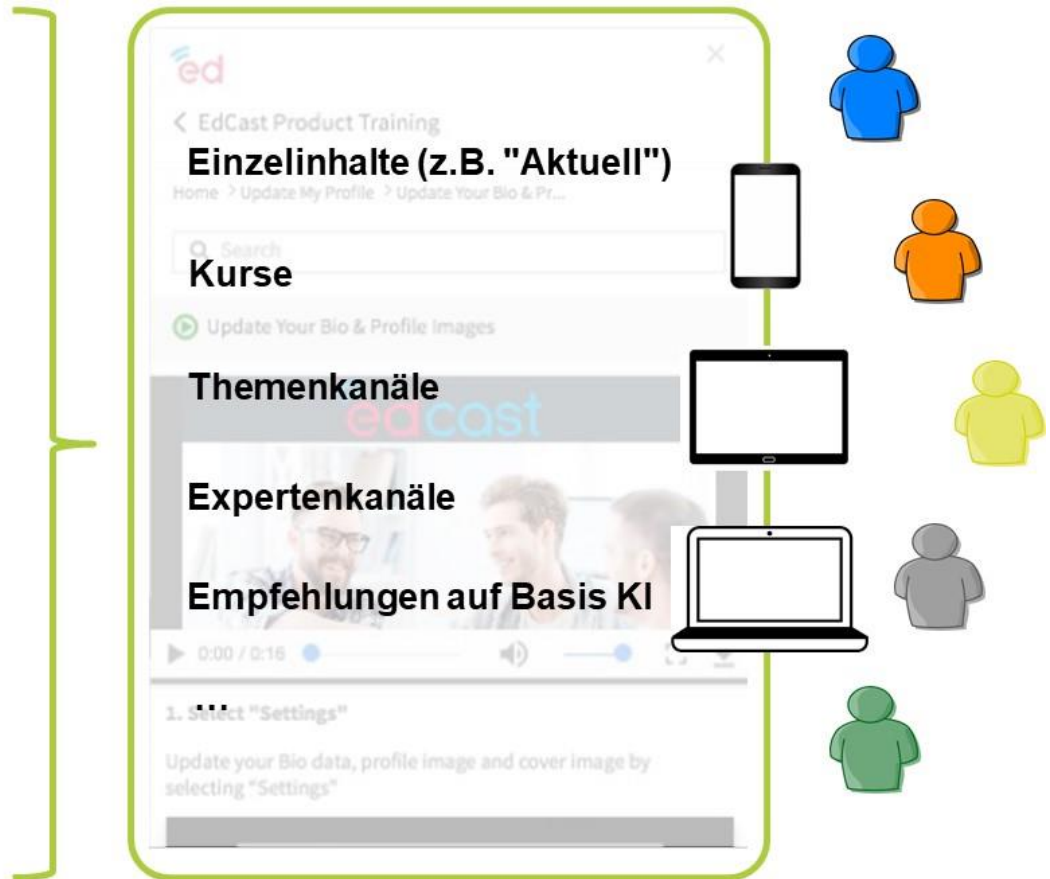 ed
EdCast Product Training
Einzelinhalte (z.B. "Aktuell")
Home > Update My Profile > Update Your Bio & Pr...
Search
Kurse
Update Your Bio & Profile Images
Themenkanäle
edcast
Expertenkanäle
Empfehlungen auf Basis KI
0:00 / 0:16
...
1. Select "Settings"
Update your Bio data, profile image and cover image by
selecting "Settings"